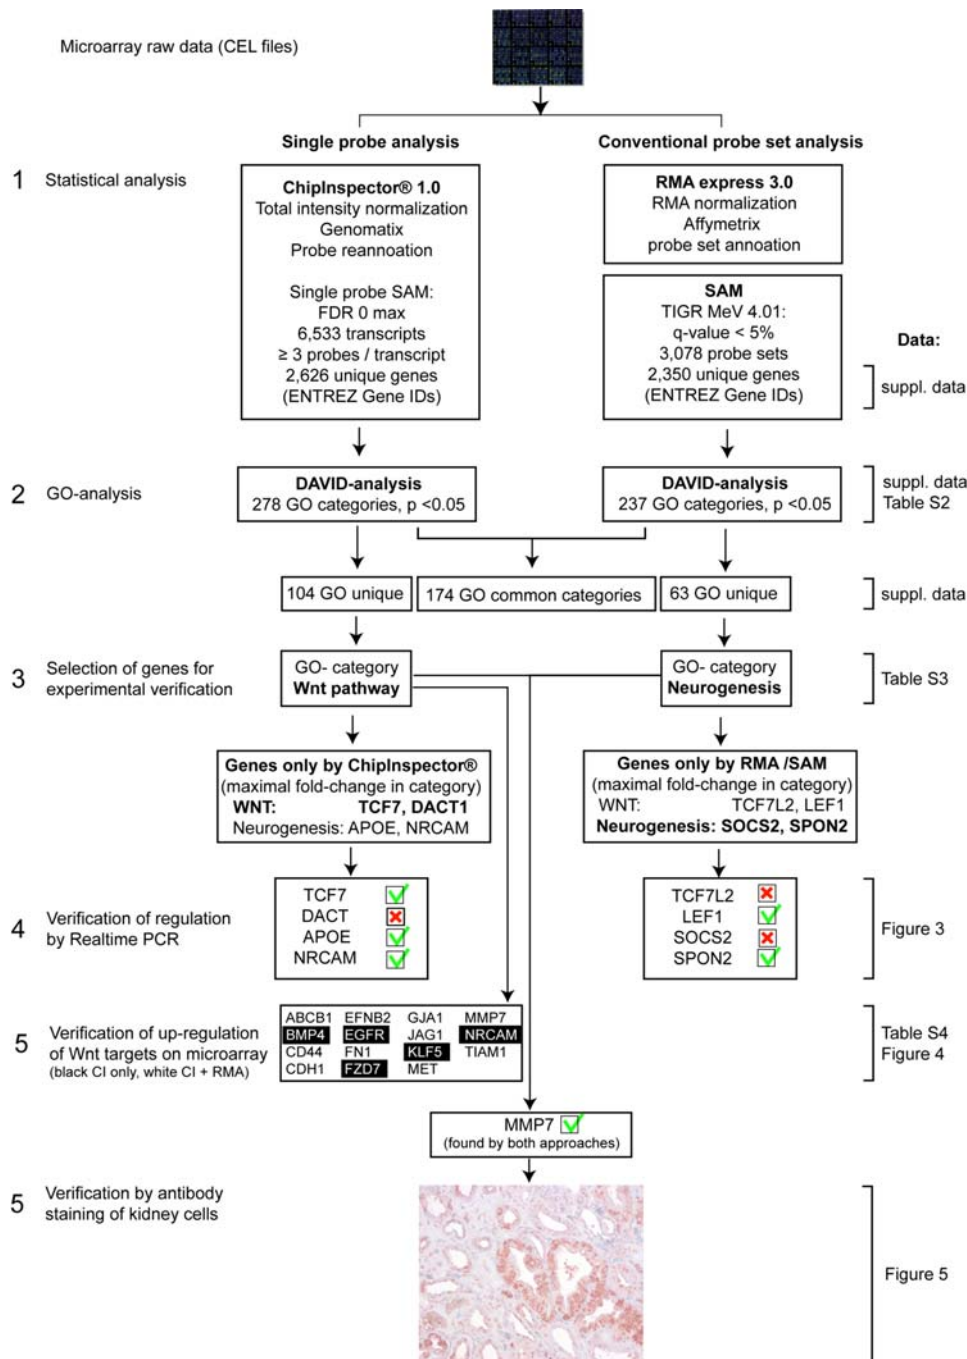 Microarray raw data (CEL files)
Single probe analysis
Conventional probe set analysis
1 Statistical analysis
ChipInspector® 1.0
Total intensity normalization
Genomatix
Probe reannoation
Single probe SAM:
FDR 0 max
6,533 transcripts
≥ 3 probes / transcript
2,626 unique genes
(ENTREZ Gene IDs)
RMA express 3.0
RMA normalization
Affymetrix
probe set annoation
SAM
TIGR MeV 4.01:
q-value < 5%
3,078 probe sets
2,350 unique genes
(ENTREZ Gene IDs)
Data:
suppl. data
2 GO-analysis
DAVID-analysis
278 GO categories, p <0.05
DAVID-analysis
237 GO categories, p <0.05
suppl. data
Table S2
104 GO unique
174 GO common categories
63 GO unique
suppl. data
3 Selection of genes for
experimental verification
GO- category
Wnt pathway
GO- category
Neurogenesis
Table S3
Genes only by ChipInspector®
(maximal fold-change in category)
WNT: TCF7, DACT1
Neurogenesis: APOE, NRCAM
Genes only by RMA /SAM
(maximal fold-change in category)
WNT: TCF7L2, LEF1
Neurogenesis: SOCS2, SPON2
4 Verification of regulation
by Realtime PCR
TCF7
DACT
APOE
NRCAM
TCF7L2
LEF1
SOCS2
SPON2
Figure 3
5 Verification of up-regulation
of Wnt targets on microarray
(black CI only, white CI + RMA)
ABCB1 EFNB2 GJA1 MMP7
BMP4 EGFR JAG1 NRCAM
CD44 FN1 KLF5 TIAM1
CDH1 FZD7 MET
Table S4
Figure 4
MMP7
(found by both approaches)
5 Verification by antibody
staining of kidney cells
Figure 5